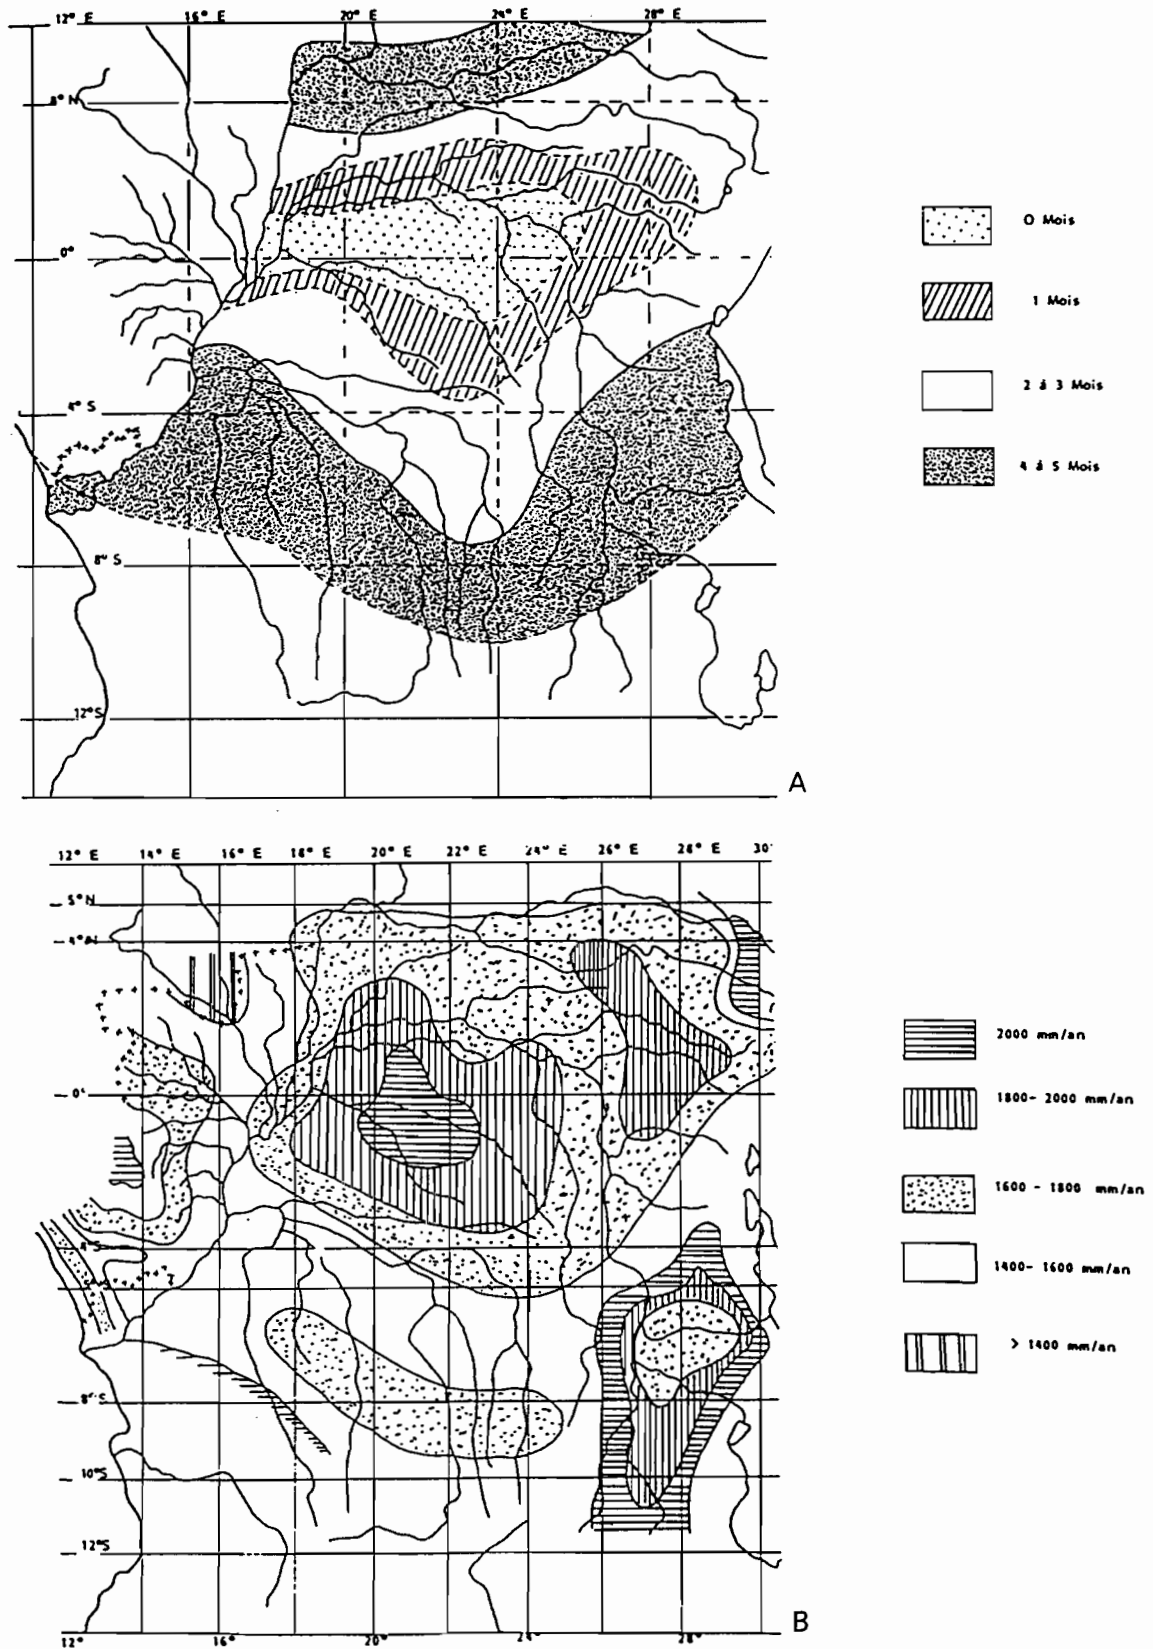 12° E 16° E 20° E 24° E 28° E
8° N
0°
4° S
8° S
12°S
0 Mois
1 Mois
2 à 3 Mois
4 à 5 Mois
A
12° E 14° E 16° E 18° E 20° E 22° E 24° E 26° E 28° E 30°
5° N
4° N
0°
4°S
8°S
10°S
12°S
12° 16° 20° 24° 28°
2000 mm/an
1800- 2000 mm/an
1600 - 1800 mm/an
1400- 1600 mm/an
> 1400 mm/an
B